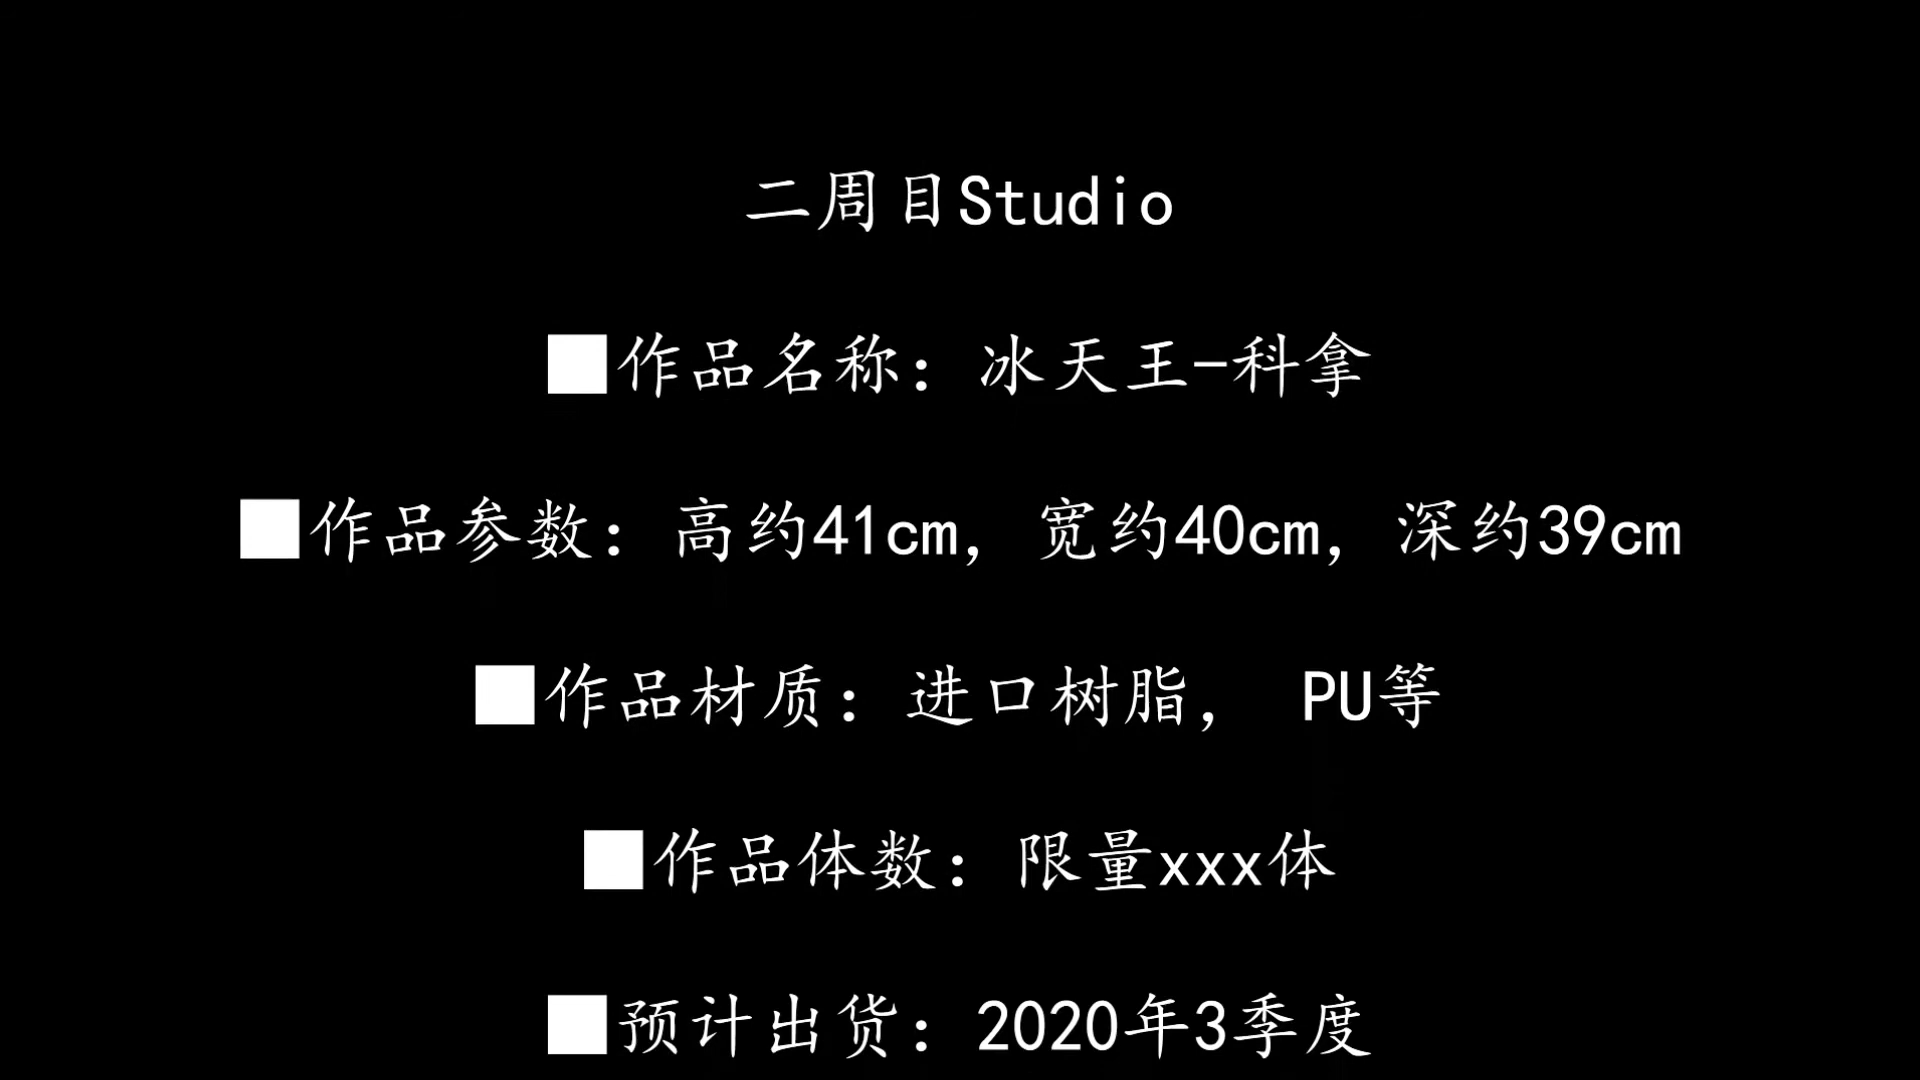 二周目Studio
■作品名称：冰天王-科拿
■作品参数：高约41cm，宽约40cm，深约39cm
■作品材质：进口树脂， PU等
■作品体数：限量xxx体
■预计出货：2020年3季度